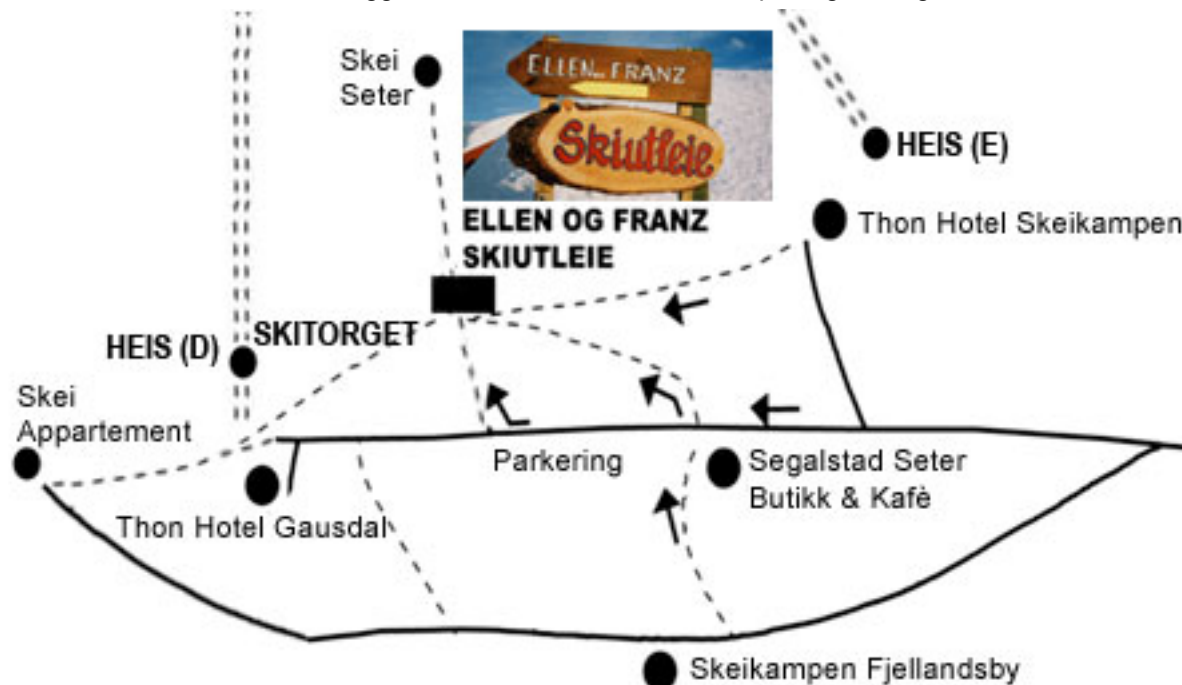 Skei
Seter
ELLEN OG FRANZ
Skiutleie
HEIS (E)
ELLEN OG FRANZ
SKIUTLEIE
Thon Hotel Skeikampen
HEIS (D)
SKITORGET
Skei
Appartement
Parkering
Segalstad Seter
Butikk & Kafè
Thon Hotel Gausdal
Skeikampen Fjellandsby